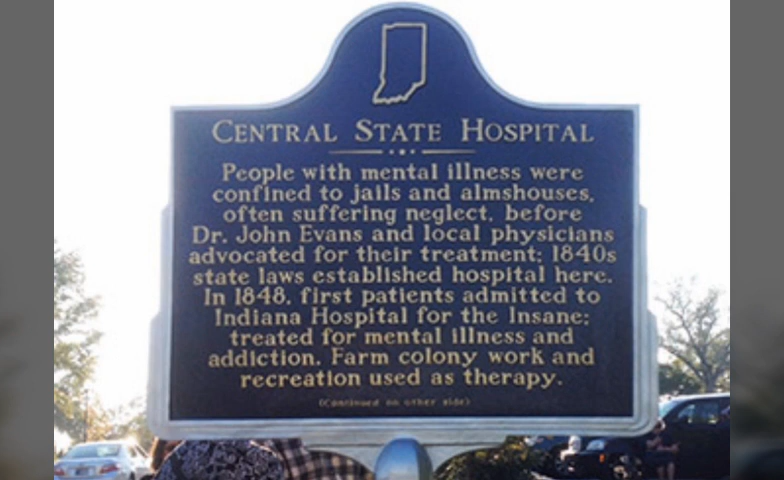 CENTRAL STATE HOSPITAL
People with mental illness were
confined to jails and almshouses,
often suffering neglect, before
Dr. John Evans and local physicians
advocated for their treatment; 1840s
state laws established hospital here.
In 1848, first patients admitted to
Indiana Hospital for the Insane;
treated for mental illness and
addiction. Farm colony work and
recreation used as therapy.
(Continued on other side)